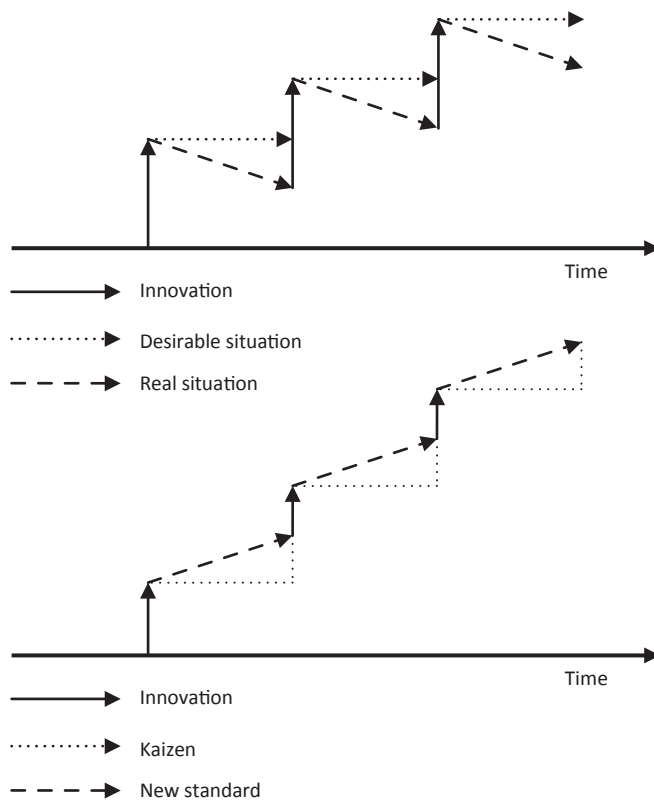 Time
Innovation
Desirable situation
Real situation
Time
Innovation
Kaizen
New standard